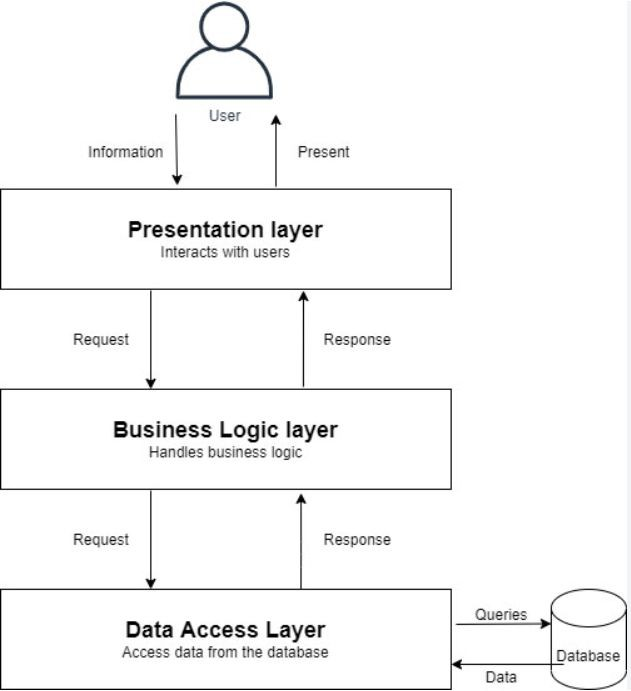 User
Information
Present
Presentation layer
Interacts with users
Request
Response
Business Logic layer
Handles business logic
Request
Response
Data Access Layer
Access data from the database
Queries
Database
Data